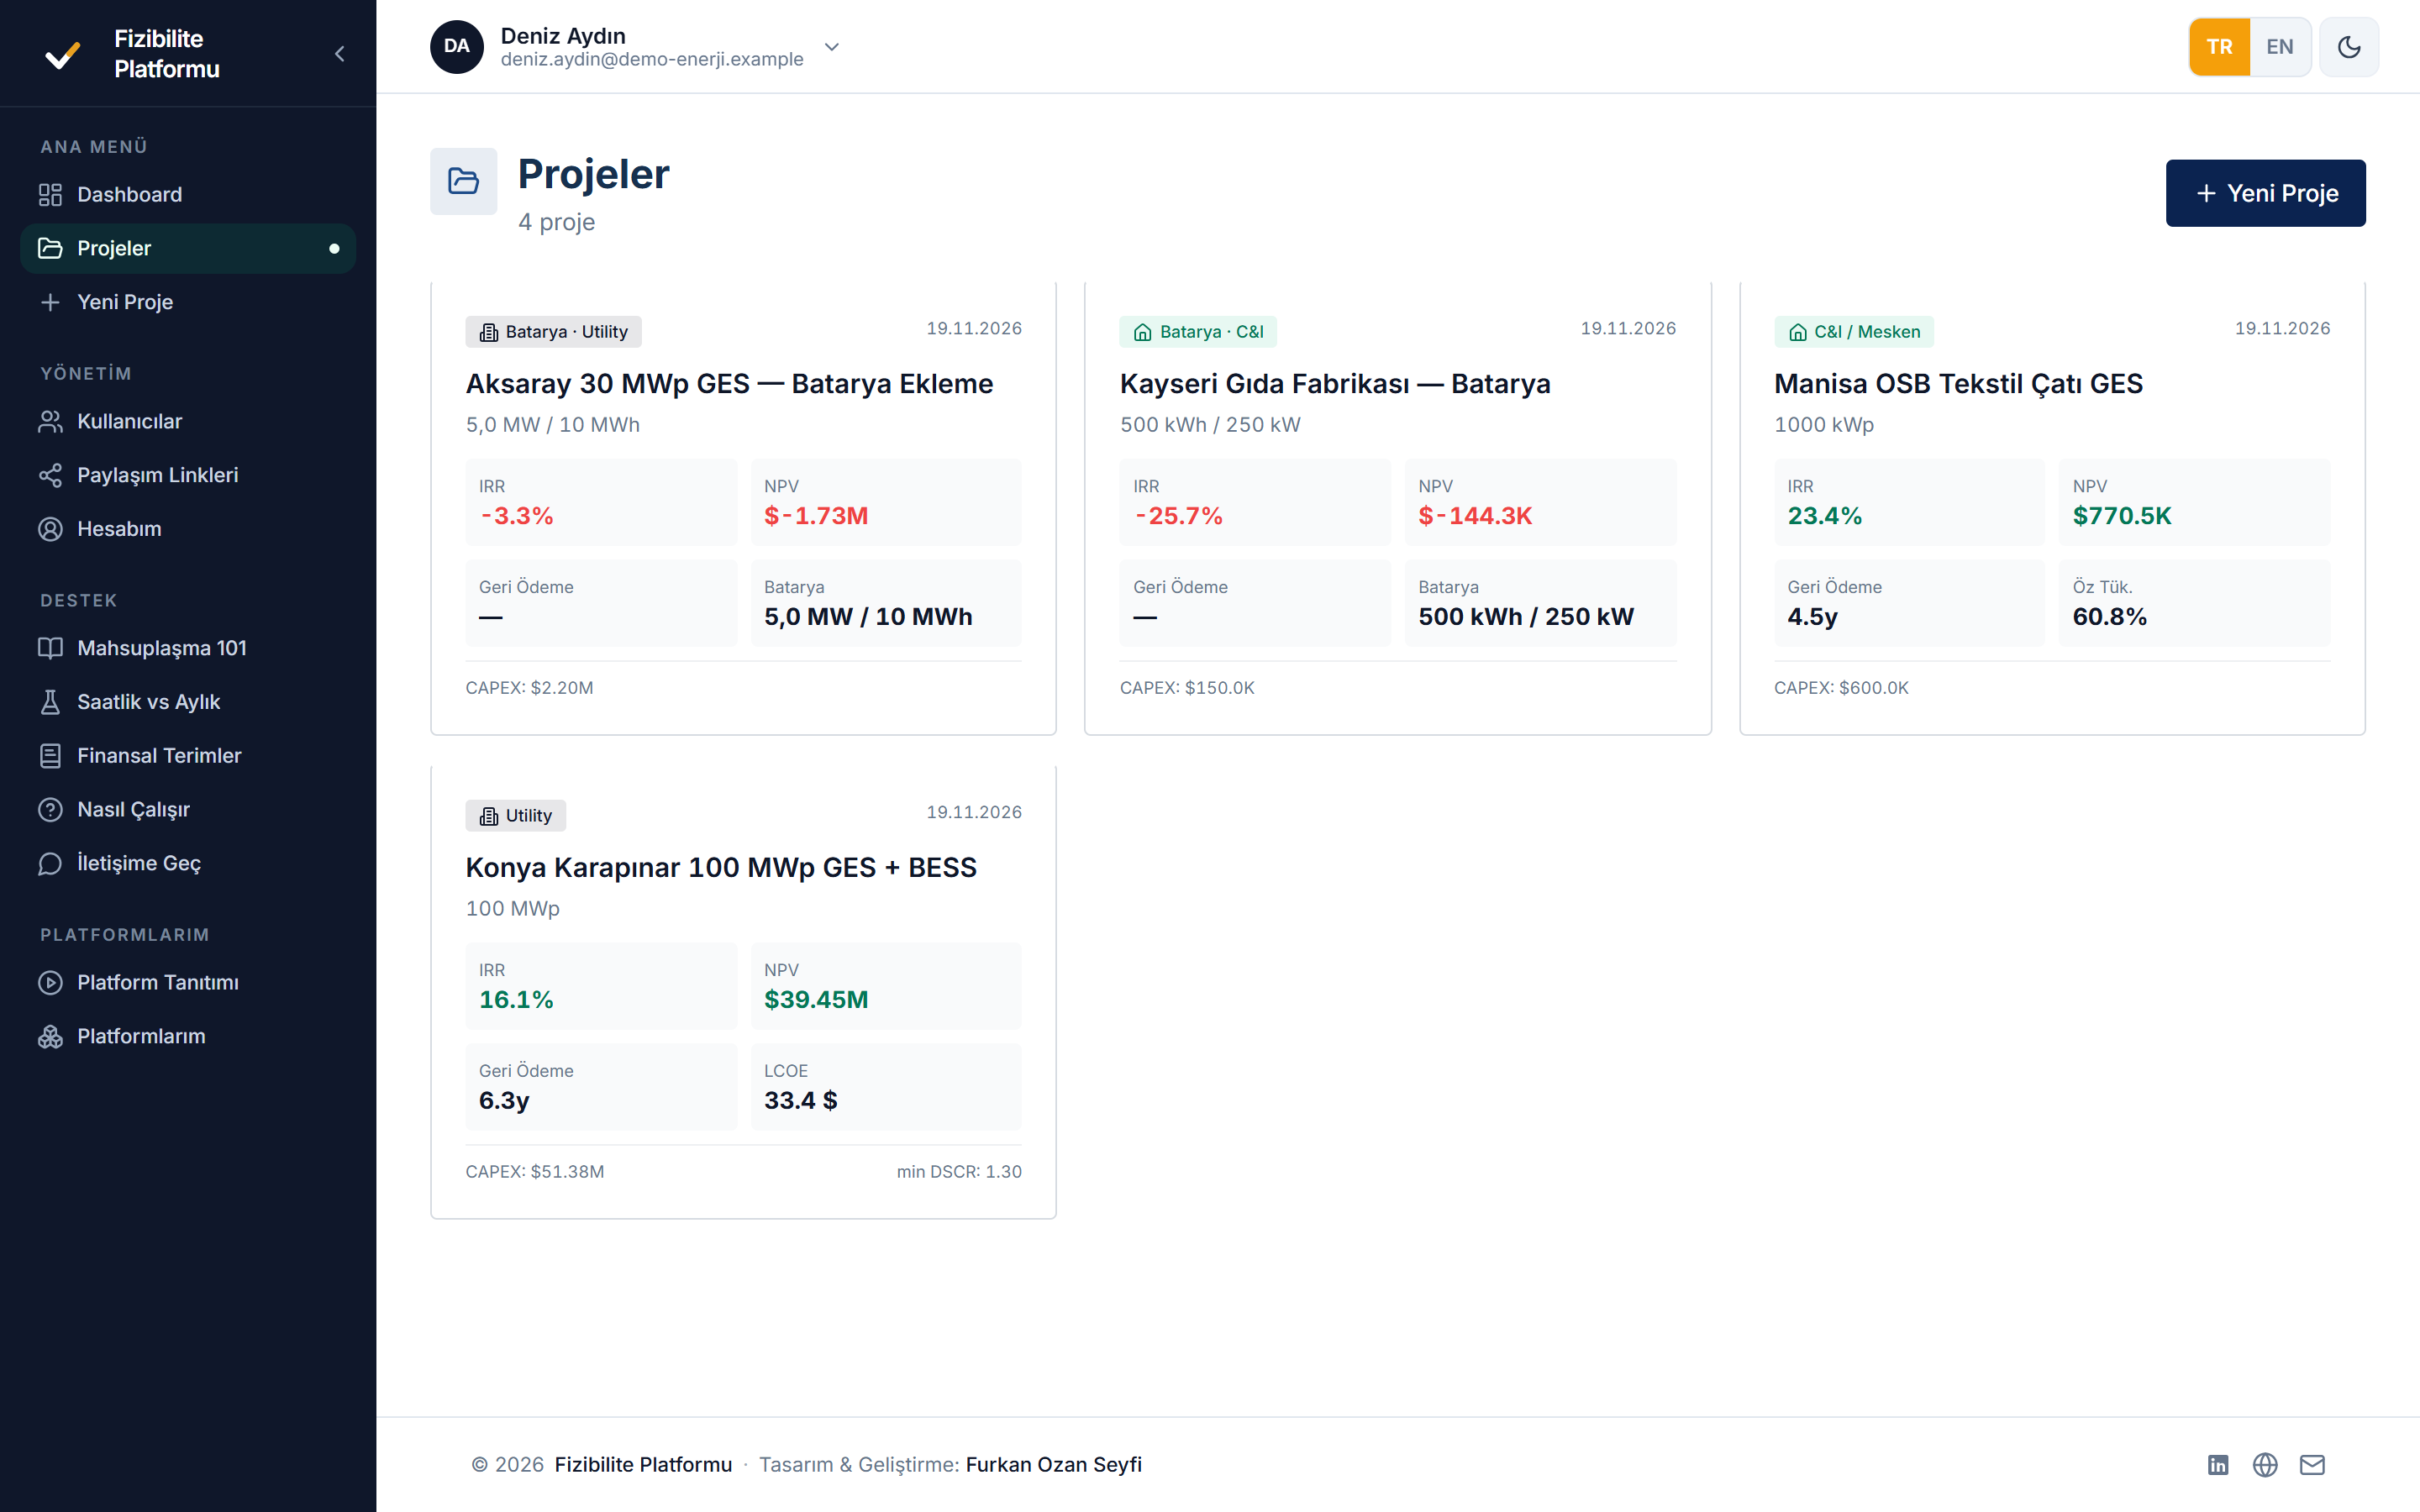 Fizibilite
Platformu
ANA MENÜ
Dashboard
Projeler
Yeni Proje
YÖNETİM
Kullanıcılar
Paylaşım Linkleri
Hesabım
DESTEK
Mahsuplaşma 101
Saatlik vs Aylık
Finansal Terimler
Nasıl Çalışır
İletişime Geç
PLATFORMLARIM
Platform Tanıtımı
Platformlarım
DA
Deniz Aydın
deniz.aydin@demo-enerji.example
TR EN
Projeler
4 proje
+ Yeni Proje
Batarya · Utility 19.11.2026
Aksaray 30 MWp GES — Batarya Ekleme
5,0 MW / 10 MWh
IRR NPV
-3.3% $-1.73M
Geri Ödeme Batarya
— 5,0 MW / 10 MWh
CAPEX: $2.20M
Batarya · C&I 19.11.2026
Kayseri Gıda Fabrikası — Batarya
500 kWh / 250 kW
IRR NPV
-25.7% $-144.3K
Geri Ödeme Batarya
— 500 kWh / 250 kW
CAPEX: $150.0K
C&I / Mesken 19.11.2026
Manisa OSB Tekstil Çatı GES
1000 kWp
IRR NPV
23.4% $770.5K
Geri Ödeme Öz Tük.
4.5y 60.8%
CAPEX: $600.0K
Utility 19.11.2026
Konya Karapınar 100 MWp GES + BESS
100 MWp
IRR NPV
16.1% $39.45M
Geri Ödeme LCOE
6.3y 33.4 $
CAPEX: $51.38M min DSCR: 1.30
© 2026 Fizibilite Platformu · Tasarım & Geliştirme: Furkan Ozan Seyfi
in